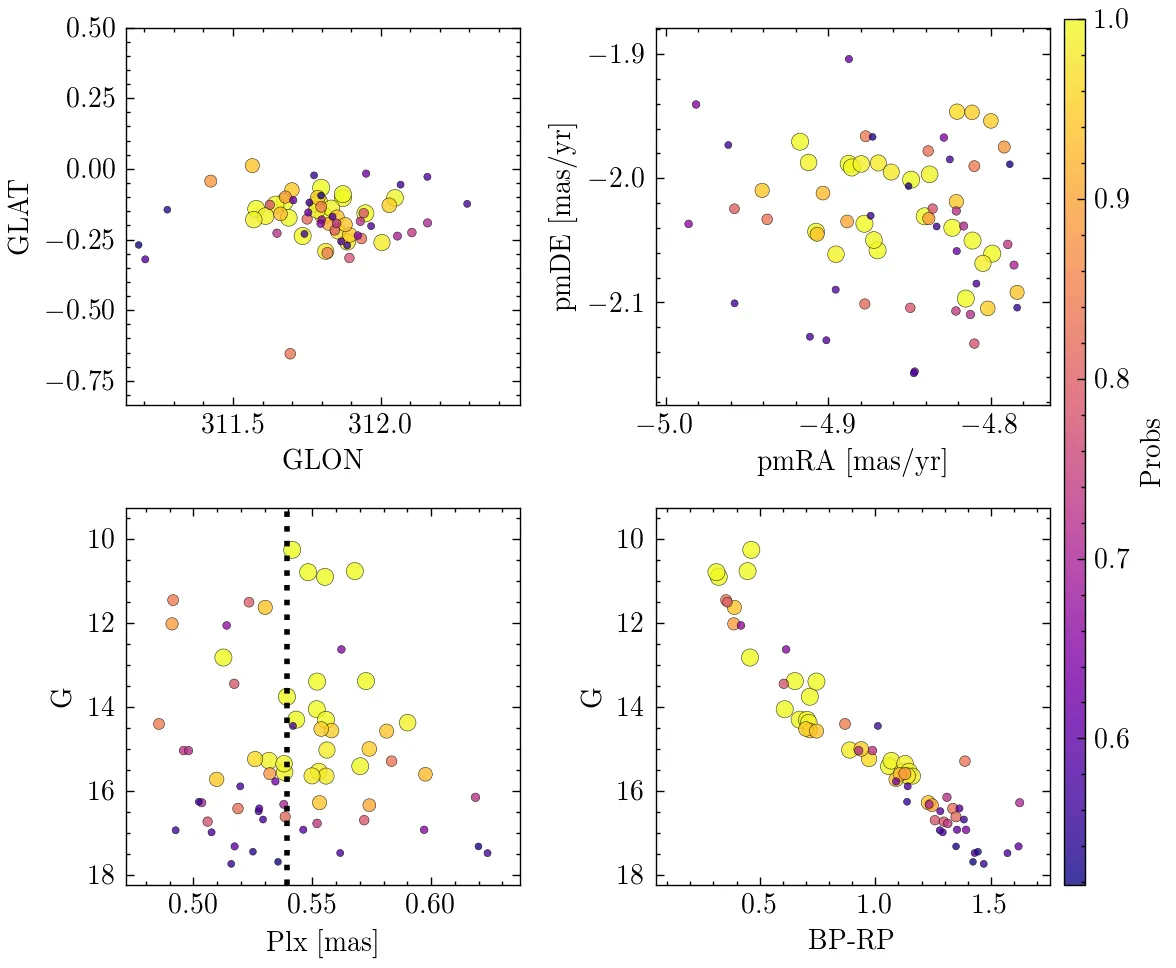 0.50
0.25
0.00
−0.25
−0.50
−0.75
GLAT
311.5 312.0
GLON
−1.9
−2.0
−2.1
pmDE [mas/yr]
−5.0 −4.9 −4.8
pmRA [mas/yr]
10
12
14
16
18
G
0.50 0.55 0.60
Plx [mas]
10
12
14
16
18
G
0.5 1.0 1.5
BP-RP
1.0
0.9
0.8
0.7
0.6
Probs